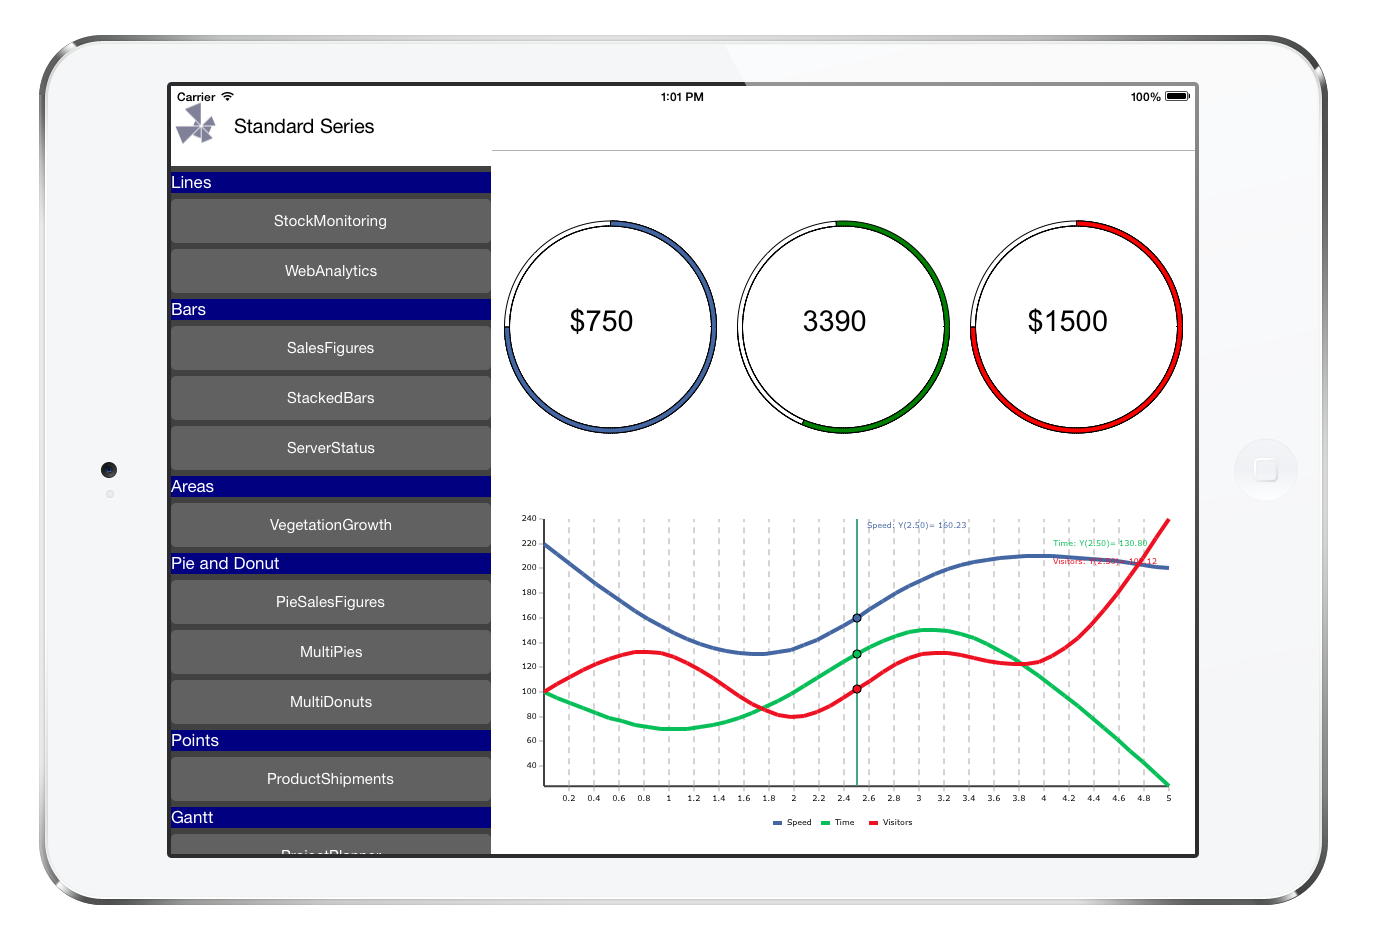 Carrier 1:01 PM 100%
Standard Series
Lines
StockMonitoring
WebAnalytics
Bars
SalesFigures
StackedBars
ServerStatus
Areas
VegetationGrowth
Pie and Donut
PieSalesFigures
MultiPies
MultiDonuts
Points
ProductShipments
Gantt
ProjectPlanner
$750 3390 $1500
Speed: Y(2.50)= 160.23
Time: Y(2.50)= 130.80
Visitors: Y(2.50)=
240
220
200
180
160
140
120
100
80
60
40
0.2 0.4 0.6 0.8 1 1.2 1.4 1.6 1.8 2 2.2 2.4 2.6 2.8 3 3.2 3.4 3.6 3.8 4 4.2 4.4 4.6 4.8 5
Speed Time Visitors